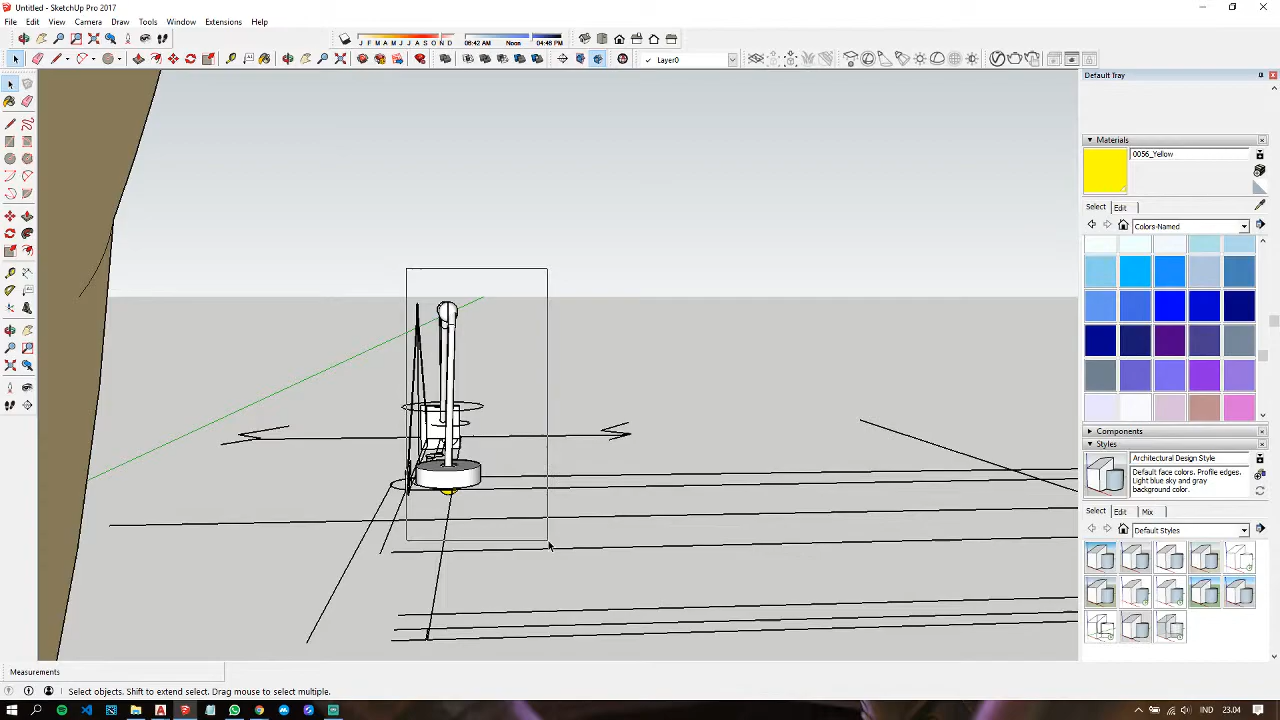 Untitled - SketchUp Pro 2017
File Edit View Camera Draw Tools Window Extensions Help
J F M A M J J A S O N D 06:42 AM Noon 04:46 PM
Layer0
Default Tray
Materials
0056_Yellow
Select Edit
Colors-Named
Components
Styles
Architectural Design Style
Default face colors. Profile edges.
Light blue sky and gray
background color.
Select Edit Mix
Default Styles
Measurements
Select objects. Shift to extend select. Drag mouse to select multiple.
IND 23.04